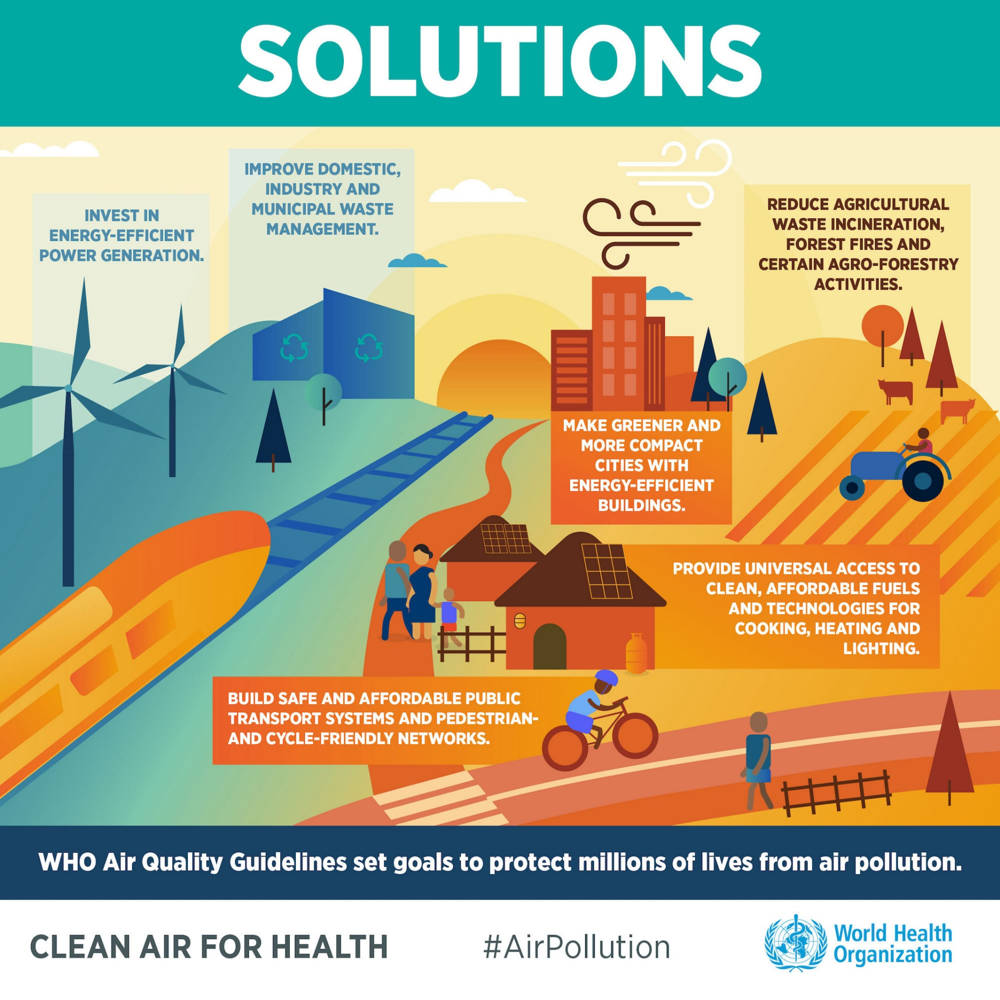 SOLUTIONS
INVEST IN
ENERGY-EFFICIENT
POWER GENERATION.
IMPROVE DOMESTIC,
INDUSTRY AND
MUNICIPAL WASTE
MANAGEMENT.
REDUCE AGRICULTURAL
WASTE INCINERATION,
FOREST FIRES AND
CERTAIN AGRO-FORESTRY
ACTIVITIES.
MAKE GREENER AND
MORE COMPACT
CITIES WITH
ENERGY-EFFICIENT
BUILDINGS.
PROVIDE UNIVERSAL ACCESS TO
CLEAN, AFFORDABLE FUELS
AND TECHNOLOGIES FOR
COOKING, HEATING AND
LIGHTING.
BUILD SAFE AND AFFORDABLE PUBLIC
TRANSPORT SYSTEMS AND PEDESTRIAN-
AND CYCLE-FRIENDLY NETWORKS.
WHO Air Quality Guidelines set goals to protect millions of lives from air pollution.
CLEAN AIR FOR HEALTH
#AirPollution
World Health
Organization